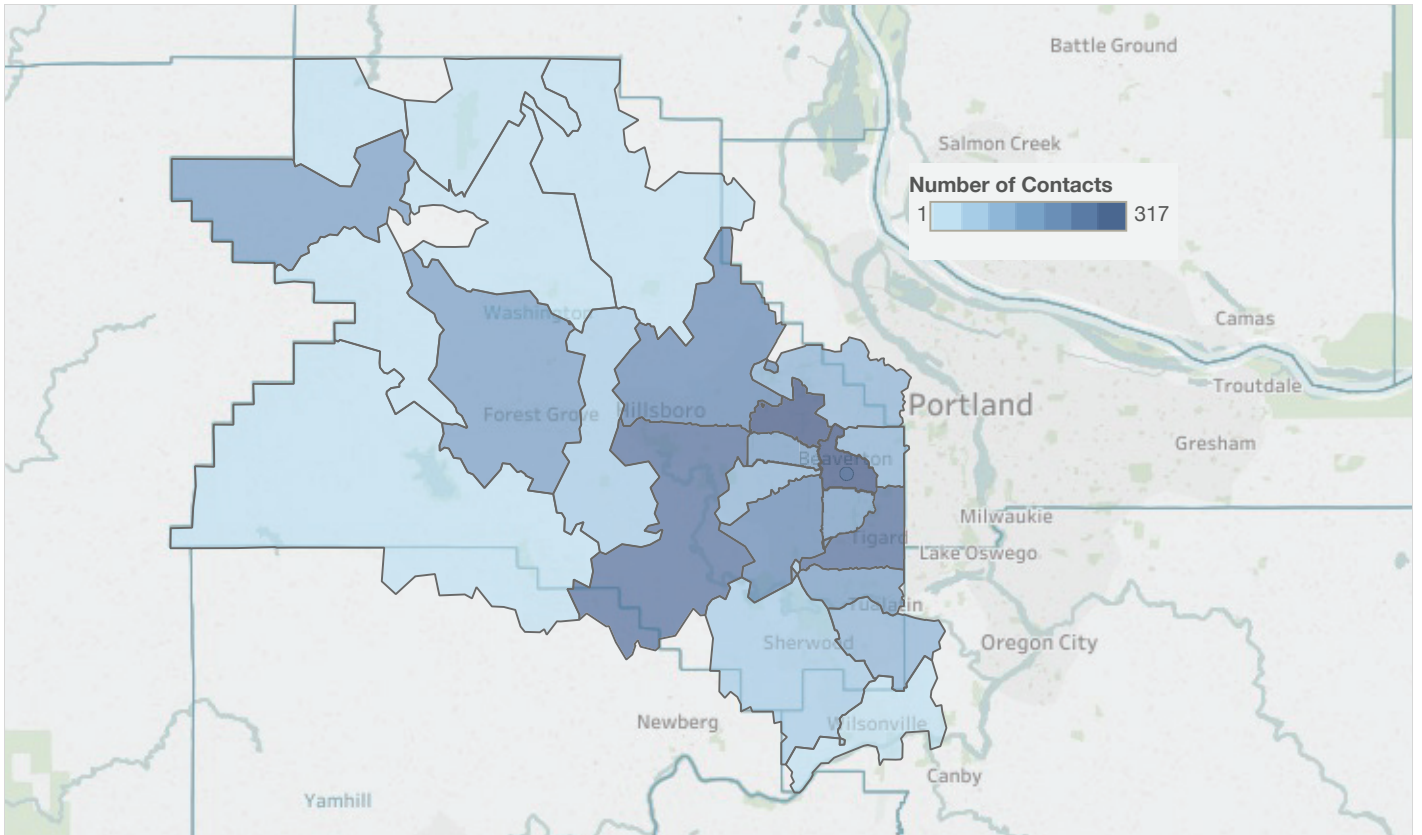 Battle Ground
Salmon Creek
Number of Contacts
1 317
Washington
Camas
Troutdale
Forest Grove
Hillsboro
Portland
Gresham
Beaverton
Milwaukie
Tigard
Lake Oswego
Tualatin
Sherwood
Oregon City
Newberg
Wilsonville
Canby
Yamhill